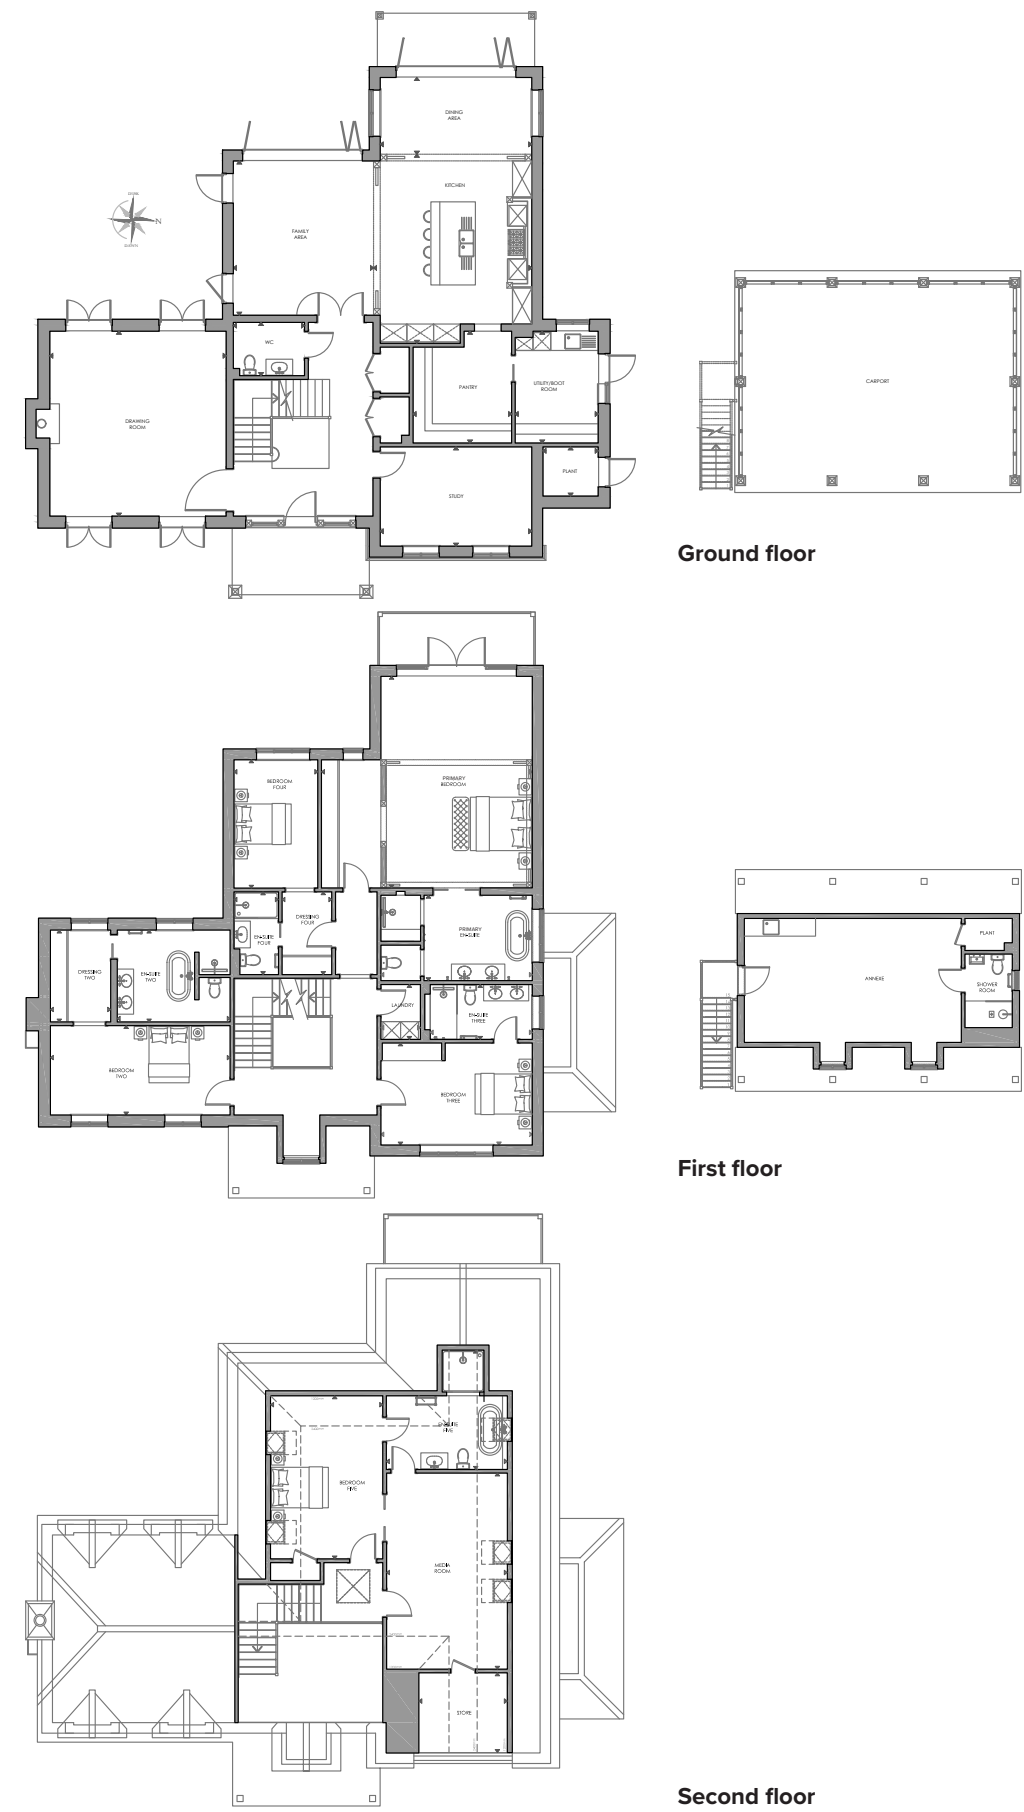 DINING
AREA
KITCHEN
FAMILY
AREA
N
WC
DRAWING
ROOM
PANTRY
UTILITY/BOOT
ROOM
PLANT
STUDY
CARPORT
Ground floor
BEDROOM
FOUR
PRIMARY
BEDROOM
DRESSING
FOUR
EN-SUITE
FOUR
PRIMARY
EN-SUITE
DRESSING
TWO
EN-SUITE
TWO
LAUNDRY
EN-SUITE
THREE
BEDROOM
TWO
BEDROOM
THREE
PLANT
ANNEXE
SHOWER
ROOM
First floor
EN-SUITE
FIVE
BEDROOM
FIVE
MEDIA
ROOM
STORE
Second floor